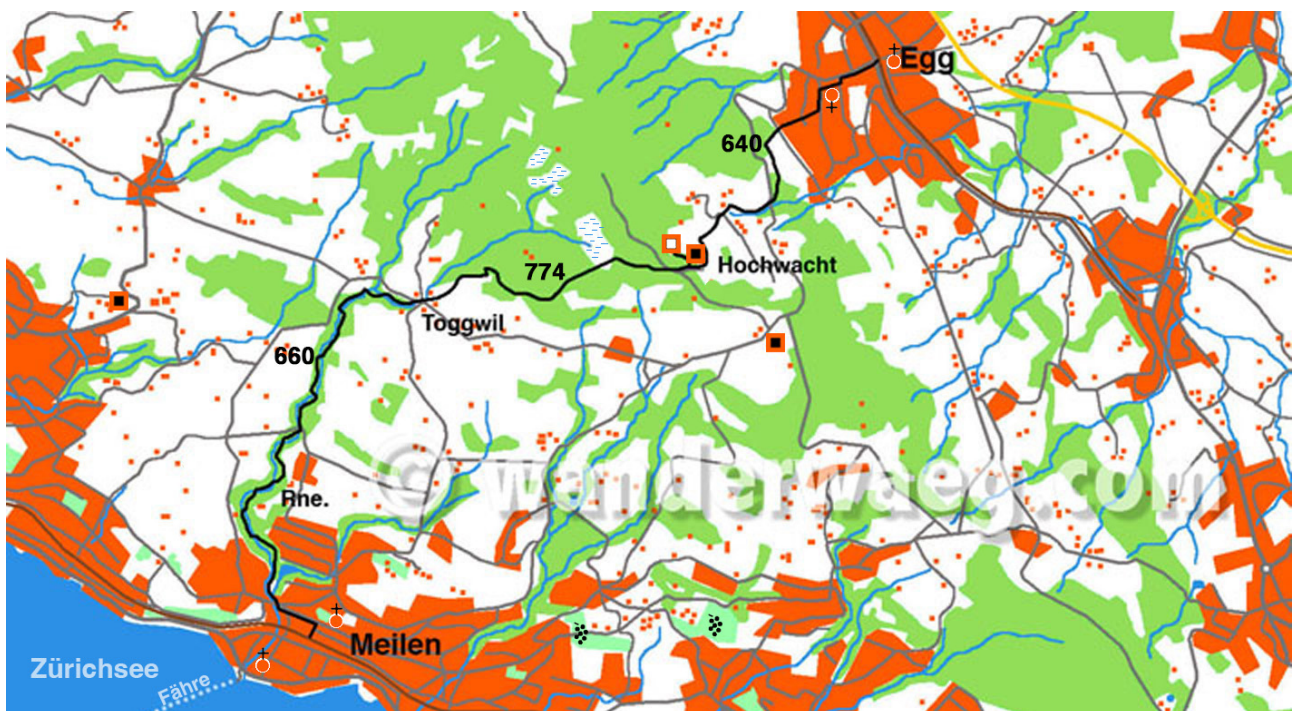 Egg
640
Hochwacht
774
Toggwil
660
© wanderwaeg.com
Rne.
Meilen
Zürichsee
Fähre